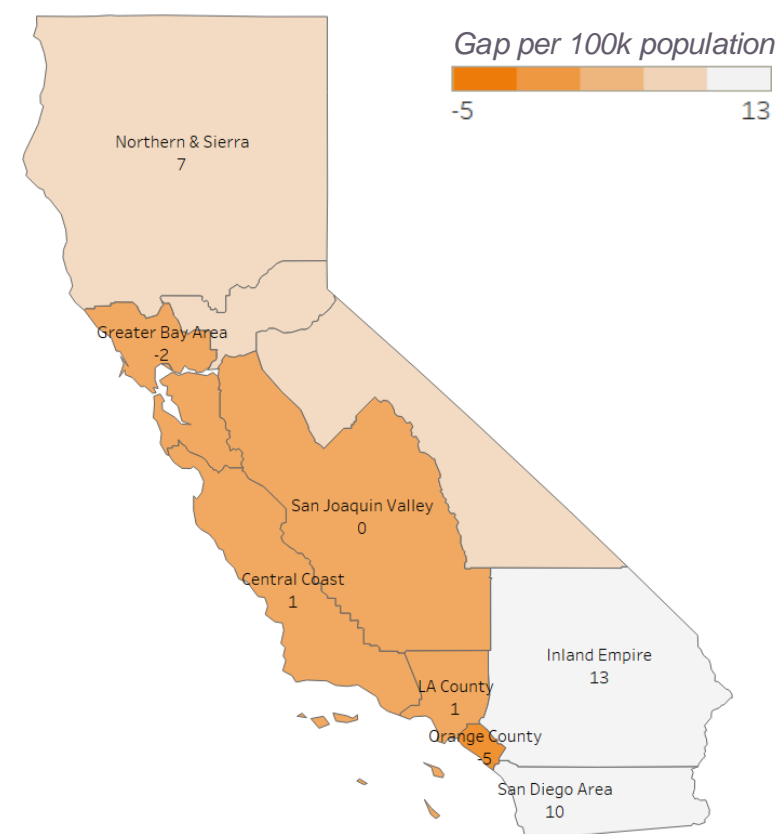 Gap per 100k population
-5 13
Northern & Sierra
7
Greater Bay Area
-2
San Joaquin Valley
0
Central Coast
1
Inland Empire
13
LA County
1
Orange County
-5
San Diego Area
10